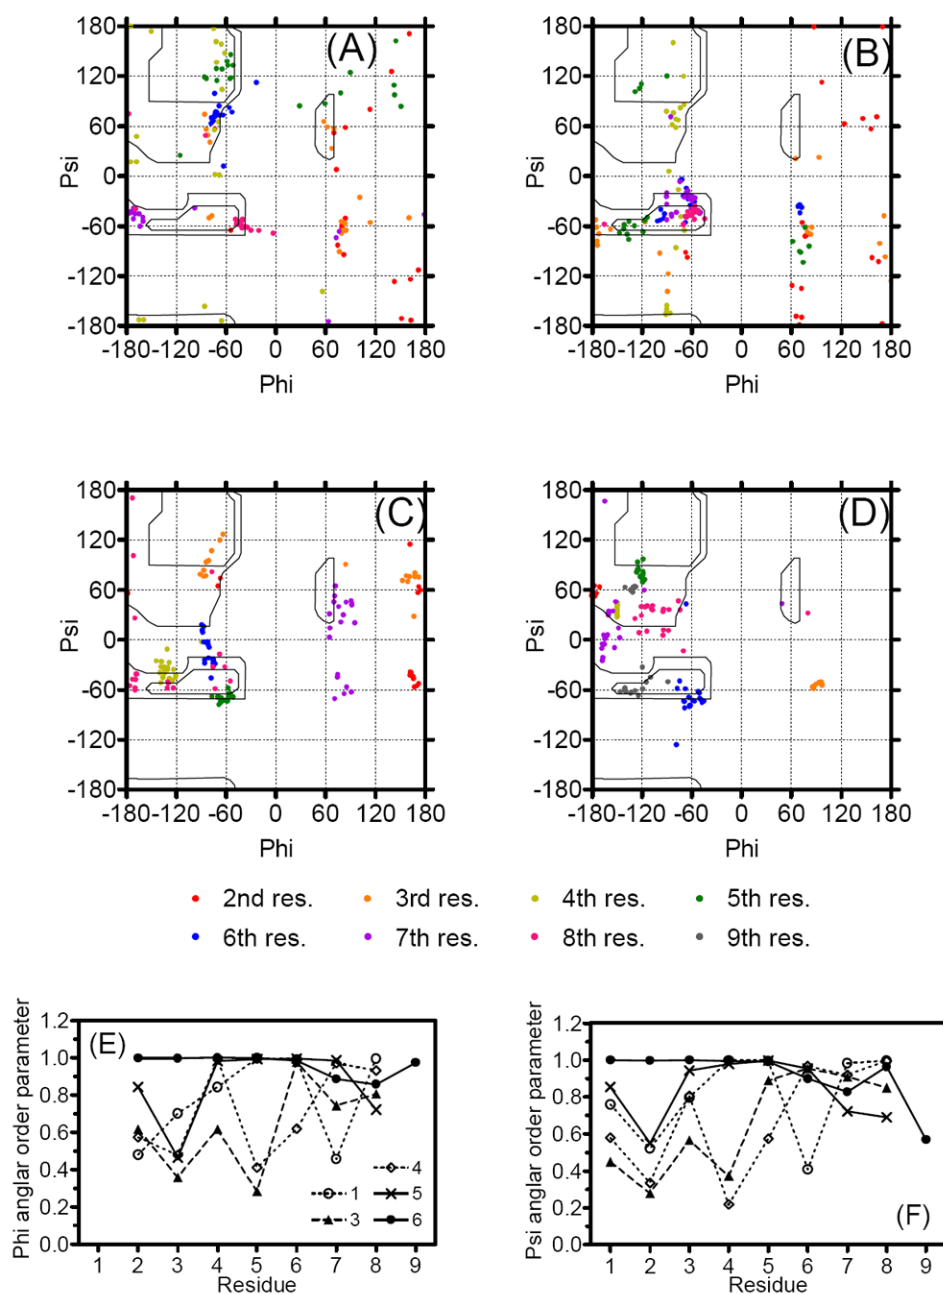 (A)
180
120
60
0
-60
-120
-180
Psi
-180 -120 -60 0 60 120 180
Phi
(B)
180
120
60
0
-60
-120
-180
Psi
-180 -120 -60 0 60 120 180
Phi
(C)
180
120
60
0
-60
-120
-180
Psi
-180 -120 -60 0 60 120 180
Phi
(D)
180
120
60
0
-60
-120
-180
Psi
-180 -120 -60 0 60 120 180
Phi
2nd res. 3rd res. 4th res. 5th res.
6th res. 7th res. 8th res. 9th res.
(E)
Phi anglar order parameter
1.2
1.0
0.8
0.6
0.4
0.2
0.0
4
1 5
3 6
1 2 3 4 5 6 7 8 9
Residue
Psi anglar order parameter
1.2
1.0
0.8
0.6
0.4
0.2
0.0
(F)
1 2 3 4 5 6 7 8 9
Residue